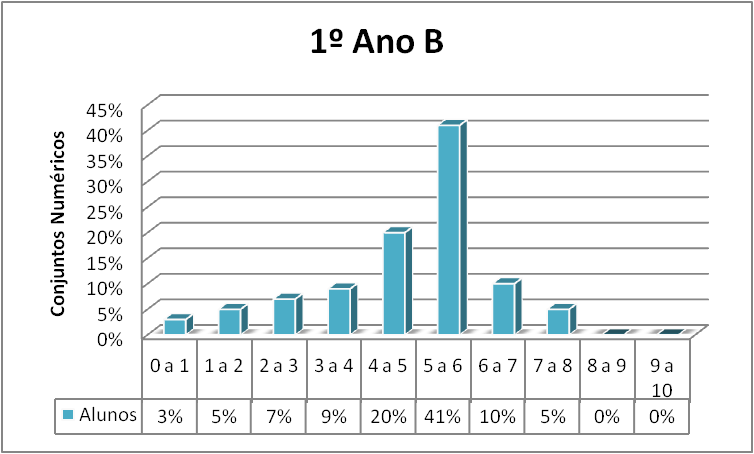 1º Ano B
Conjuntos Numéricos
45%
40%
35%
30%
25%
20%
15%
10%
5%
0%
0 a 1 1 a 2 2 a 3 3 a 4 4 a 5 5 a 6 6 a 7 7 a 8 8 a 9 9 a 10
Alunos 3% 5% 7% 9% 20% 41% 10% 5% 0% 0%